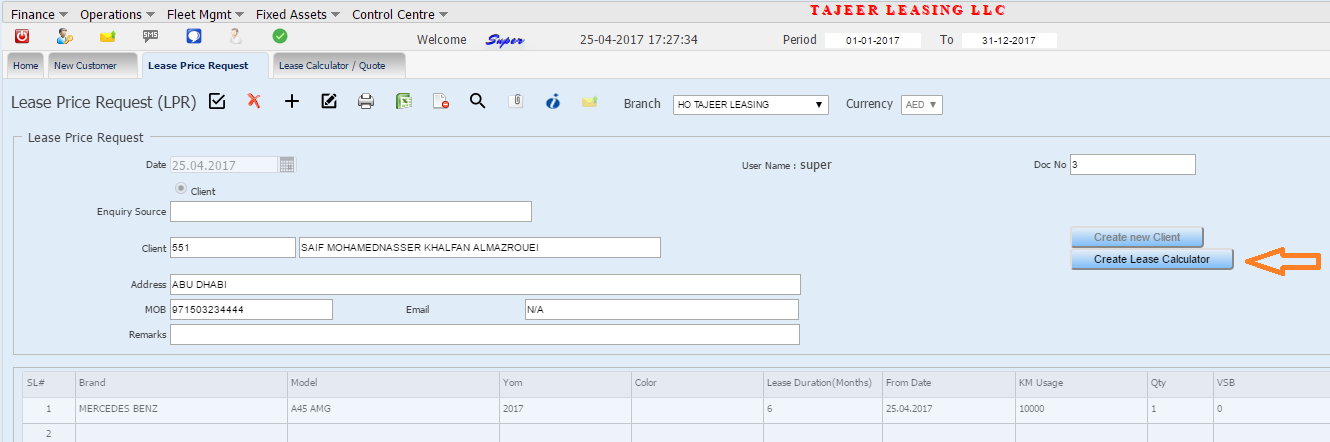 Finance Operations Fleet Mgmt Fixed Assets Control Centre TAJEER LEASING LLC
SMS Welcome Super 25-04-2017 17:27:34 Period 01-01-2017 To 31-12-2017
Home New Customer Lease Price Request Lease Calculator / Quote
Lease Price Request (LPR) Branch HO TAJEER LEASING Currency AED
Lease Price Request
Date 25.04.2017 User Name : super Doc No 3
Client
Enquiry Source
Client 551 SAIF MOHAMEDNASSER KHALFAN ALMAZROUEI Create new Client
Create Lease Calculator
Address ABU DHABI
MOB 971503234444 Email N/A
Remarks
SL# Brand Model Yom Color Lease Duration(Months) From Date KM Usage Qty VSB
1 MERCEDES BENZ A45 AMG 2017 6 25.04.2017 10000 1 0
2